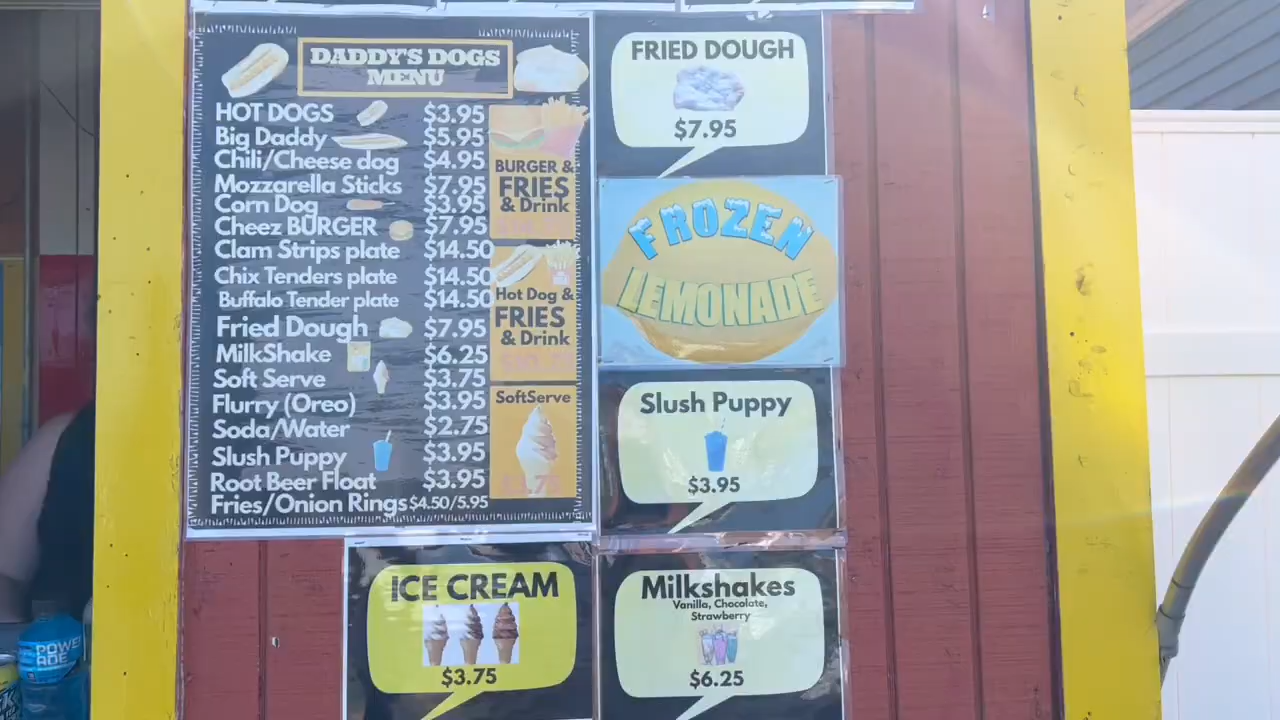 DADDY'S DOGS
MENU
HOT DOGS $3.95
Big Daddy $5.95
Chili/Cheese dog $4.95
Mozzarella Sticks $7.95
Corn Dog $3.95
Cheez BURGER $7.95
Clam Strips plate $14.50
Chix Tenders plate $14.50
Buffalo Tender plate $14.50
Fried Dough $7.95
MilkShake $6.25
Soft Serve $3.75
Flurry (Oreo) $3.95
Soda/Water $2.75
Slush Puppy $3.95
Root Beer Float $3.95
Fries/Onion Rings $4.50/5.95
BURGER &
FRIES
& Drink
Hot Dog &
FRIES
& Drink
SoftServe
FRIED DOUGH
$7.95
FROZEN
LEMONADE
Slush Puppy
$3.95
ICE CREAM
$3.75
Milkshakes
Vanilla, Chocolate,
Strawberry
$6.25
POWER
ADE